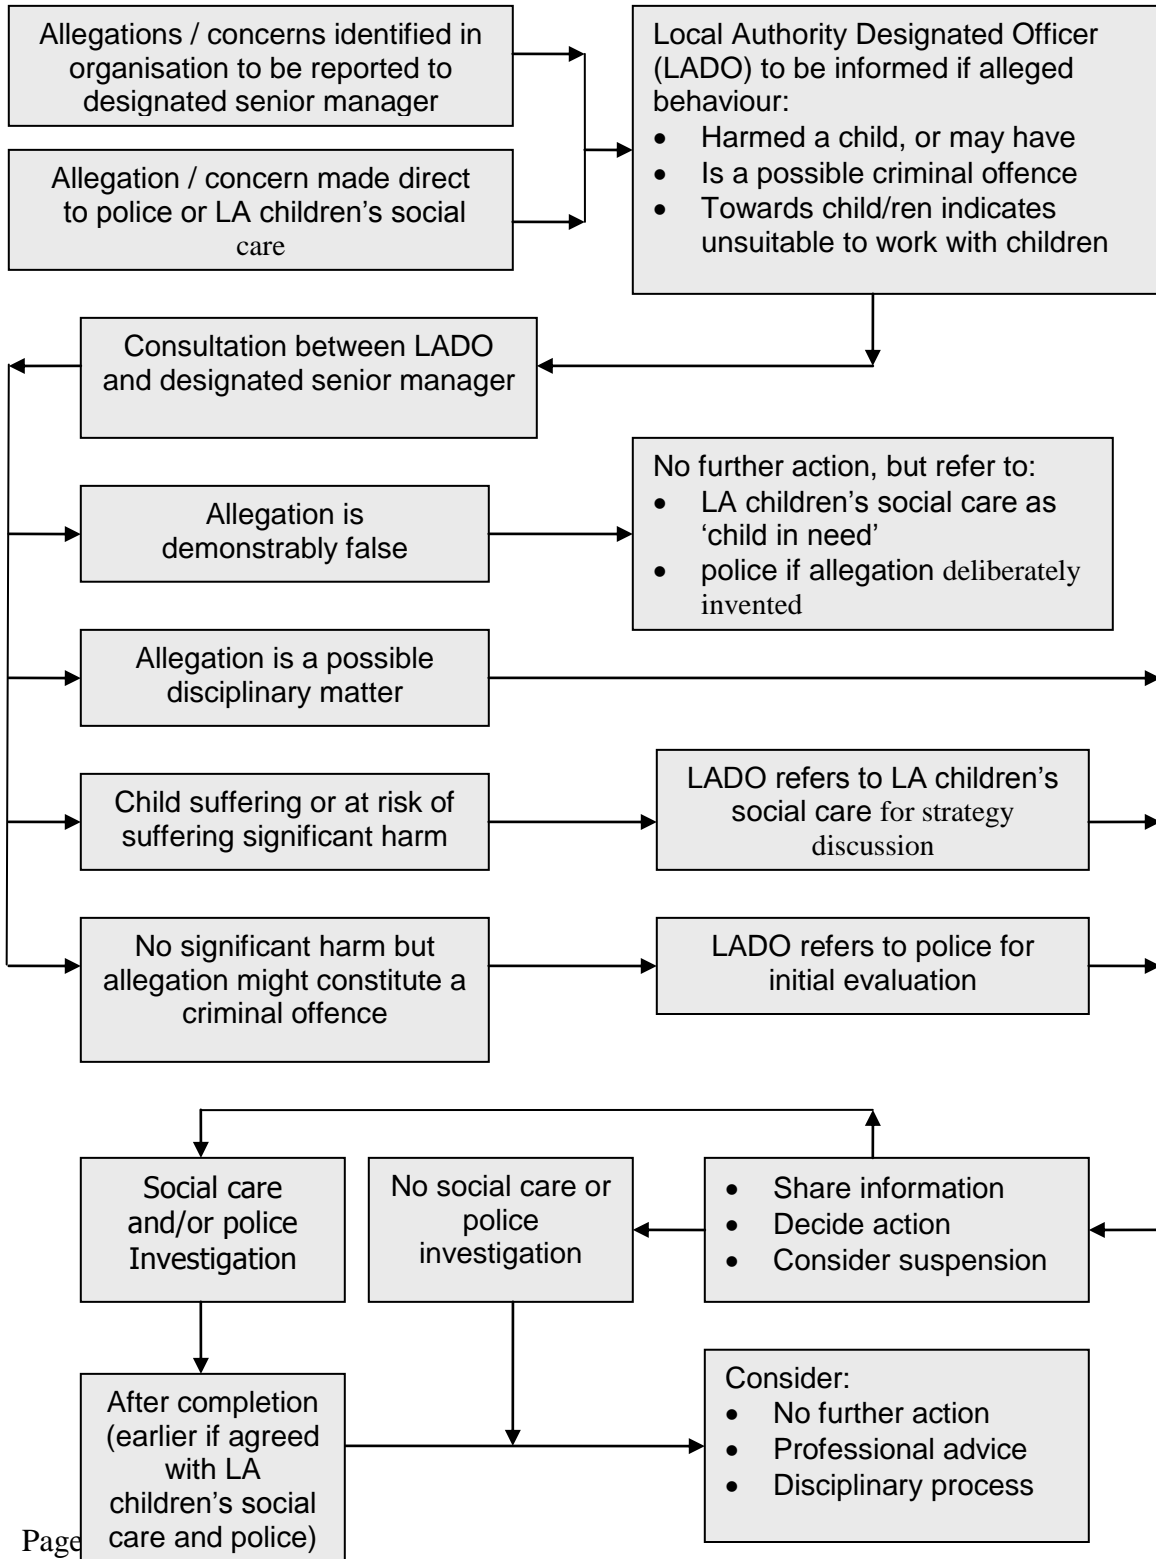 Allegations / concerns identified in
organisation to be reported to
designated senior manager
Local Authority Designated Officer
(LADO) to be informed if alleged
behaviour:
• Harmed a child, or may have
• Is a possible criminal offence
• Towards child/ren indicates
unsuitable to work with children
Allegation / concern made direct
to police or LA children’s social
care
Consultation between LADO
and designated senior manager
Allegation is
demonstrably false
No further action, but refer to:
• LA children’s social care as
‘child in need’
• police if allegation deliberately
invented
Allegation is a possible
disciplinary matter
Child suffering or at risk of
suffering significant harm
LADO refers to LA children’s
social care for strategy
discussion
No significant harm but
allegation might constitute a
criminal offence
LADO refers to police for
initial evaluation
Social care
and/or police
Investigation
No social care or
police
investigation
• Share information
• Decide action
• Consider suspension
After completion
(earlier if agreed
with LA
children’s social
care and police)
Consider:
• No further action
• Professional advice
• Disciplinary process
Page